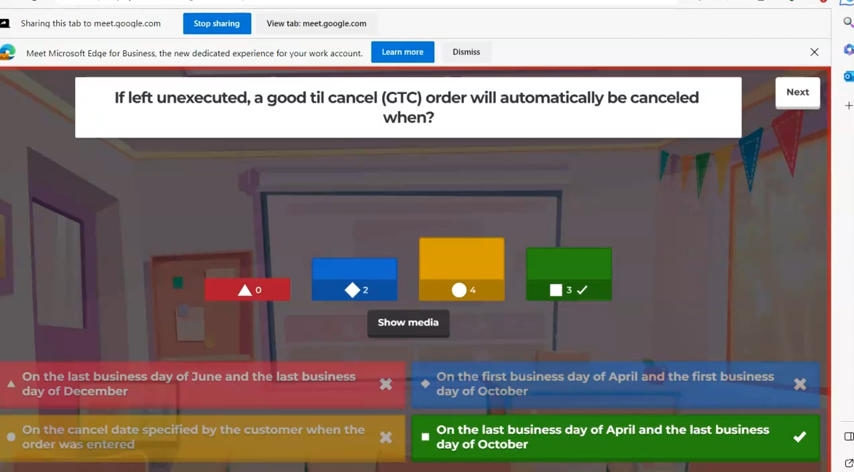 Sharing this tab to meet.google.com
Stop sharing
View tab: meet.google.com
Meet Microsoft Edge for Business, the new dedicated experience for your work account.
Learn more
Dismiss
If left unexecuted, a good til cancel (GTC) order will automatically be canceled
when?
Next
0
2
4
3
Show media
On the last business day of June and the last business
day of December
On the first business day of April and the first business
day of October
On the cancel date specified by the customer when the
order was entered
On the last business day of April and the last business
day of October